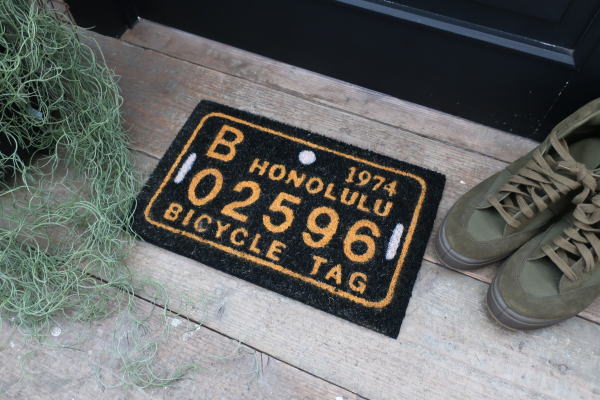 B 1974
HONOLULU
02596
BICYCLE TAG